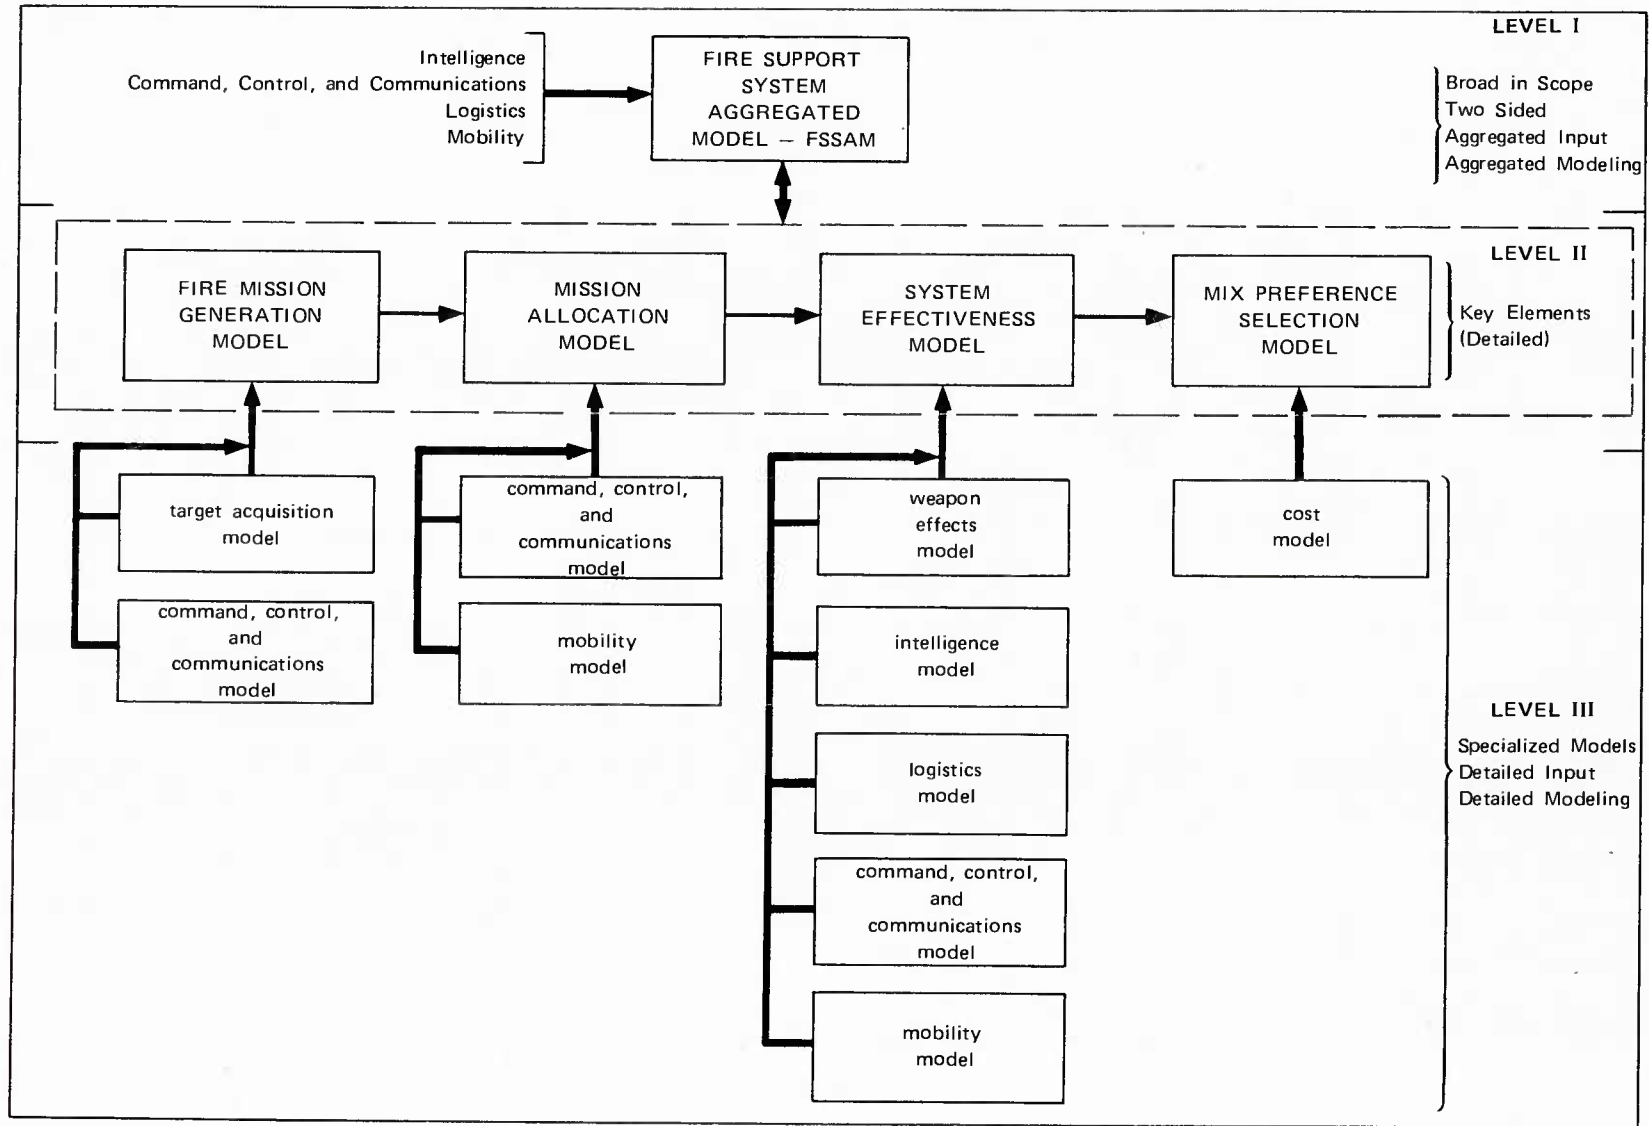 LEVEL I
Intelligence
Command, Control, and Communications
Logistics
Mobility
FIRE SUPPORT
SYSTEM
AGGREGATED
MODEL — FSSAM
Broad in Scope
Two Sided
Aggregated Input
Aggregated Modeling
LEVEL II
FIRE MISSION
GENERATION
MODEL
MISSION
ALLOCATION
MODEL
SYSTEM
EFFECTIVENESS
MODEL
MIX PREFERENCE
SELECTION
MODEL
Key Elements
(Detailed)
target acquisition
model
command, control,
and
communications
model
command, control,
and
communications
model
mobility
model
weapon
effects
model
intelligence
model
logistics
model
command, control,
and
communications
model
mobility
model
cost
model
LEVEL III
Specialized Models
Detailed Input
Detailed Modeling